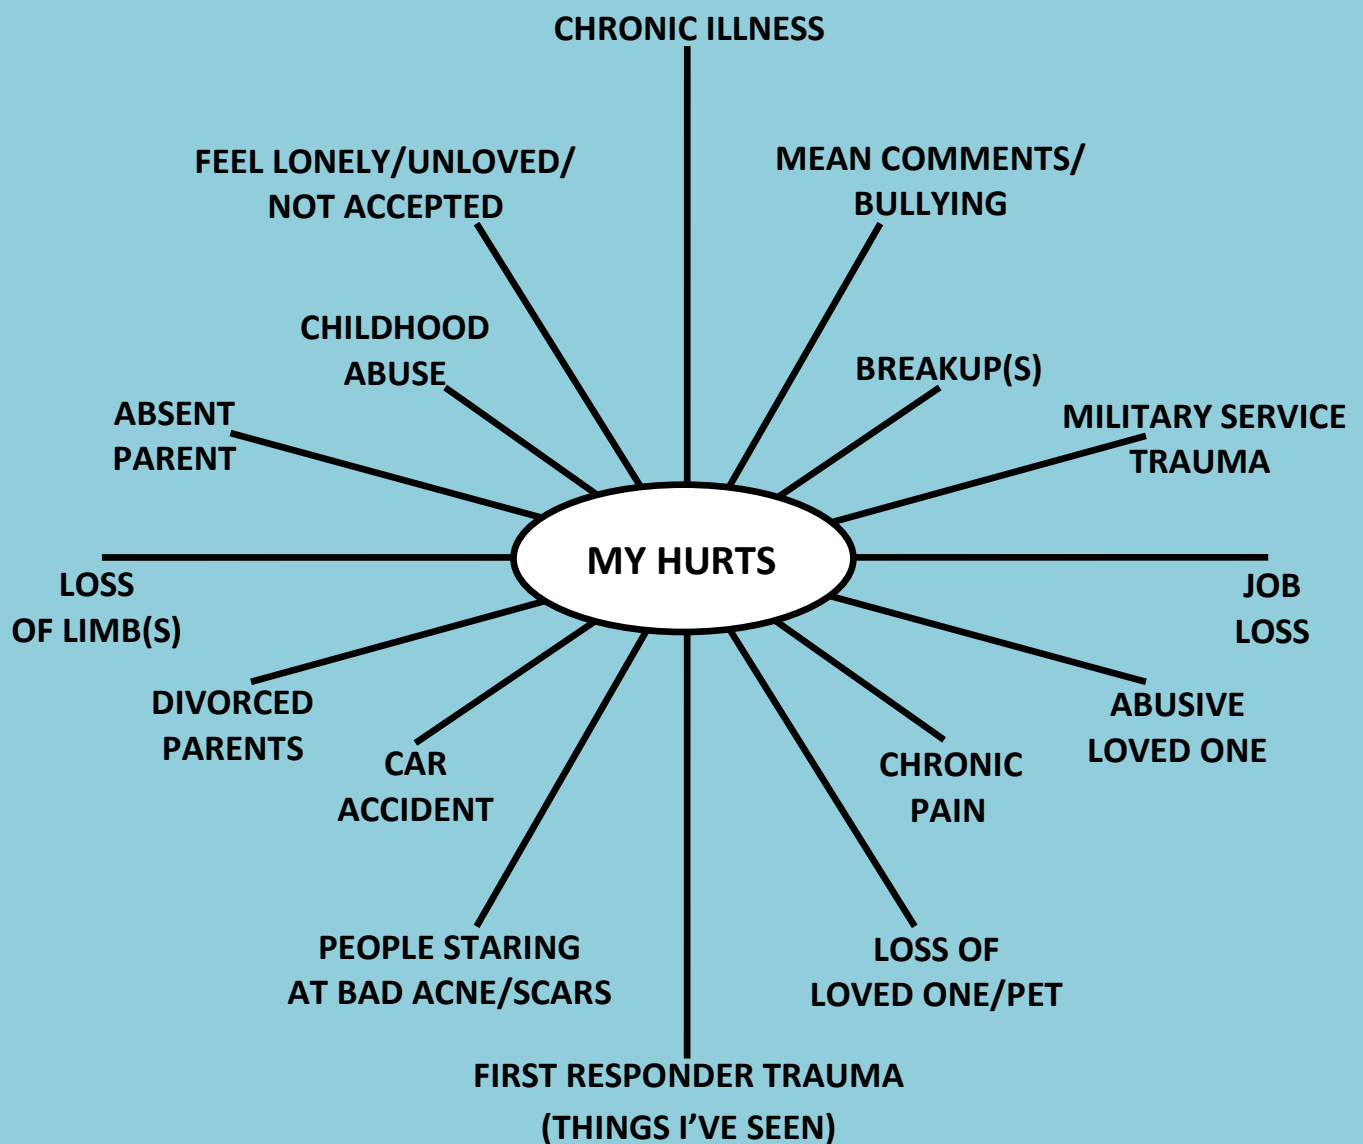 CHRONIC ILLNESS
FEEL LONELY/UNLOVED/
NOT ACCEPTED
MEAN COMMENTS/
BULLYING
CHILDHOOD
ABUSE
BREAKUP(S)
ABSENT
PARENT
MILITARY SERVICE
TRAUMA
MY HURTS
LOSS
OF LIMB(S)
JOB
LOSS
DIVORCED
PARENTS
ABUSIVE
LOVED ONE
CAR
ACCIDENT
CHRONIC
PAIN
PEOPLE STARING
AT BAD ACNE/SCARS
LOSS OF
LOVED ONE/PET
FIRST RESPONDER TRAUMA
(THINGS I'VE SEEN)